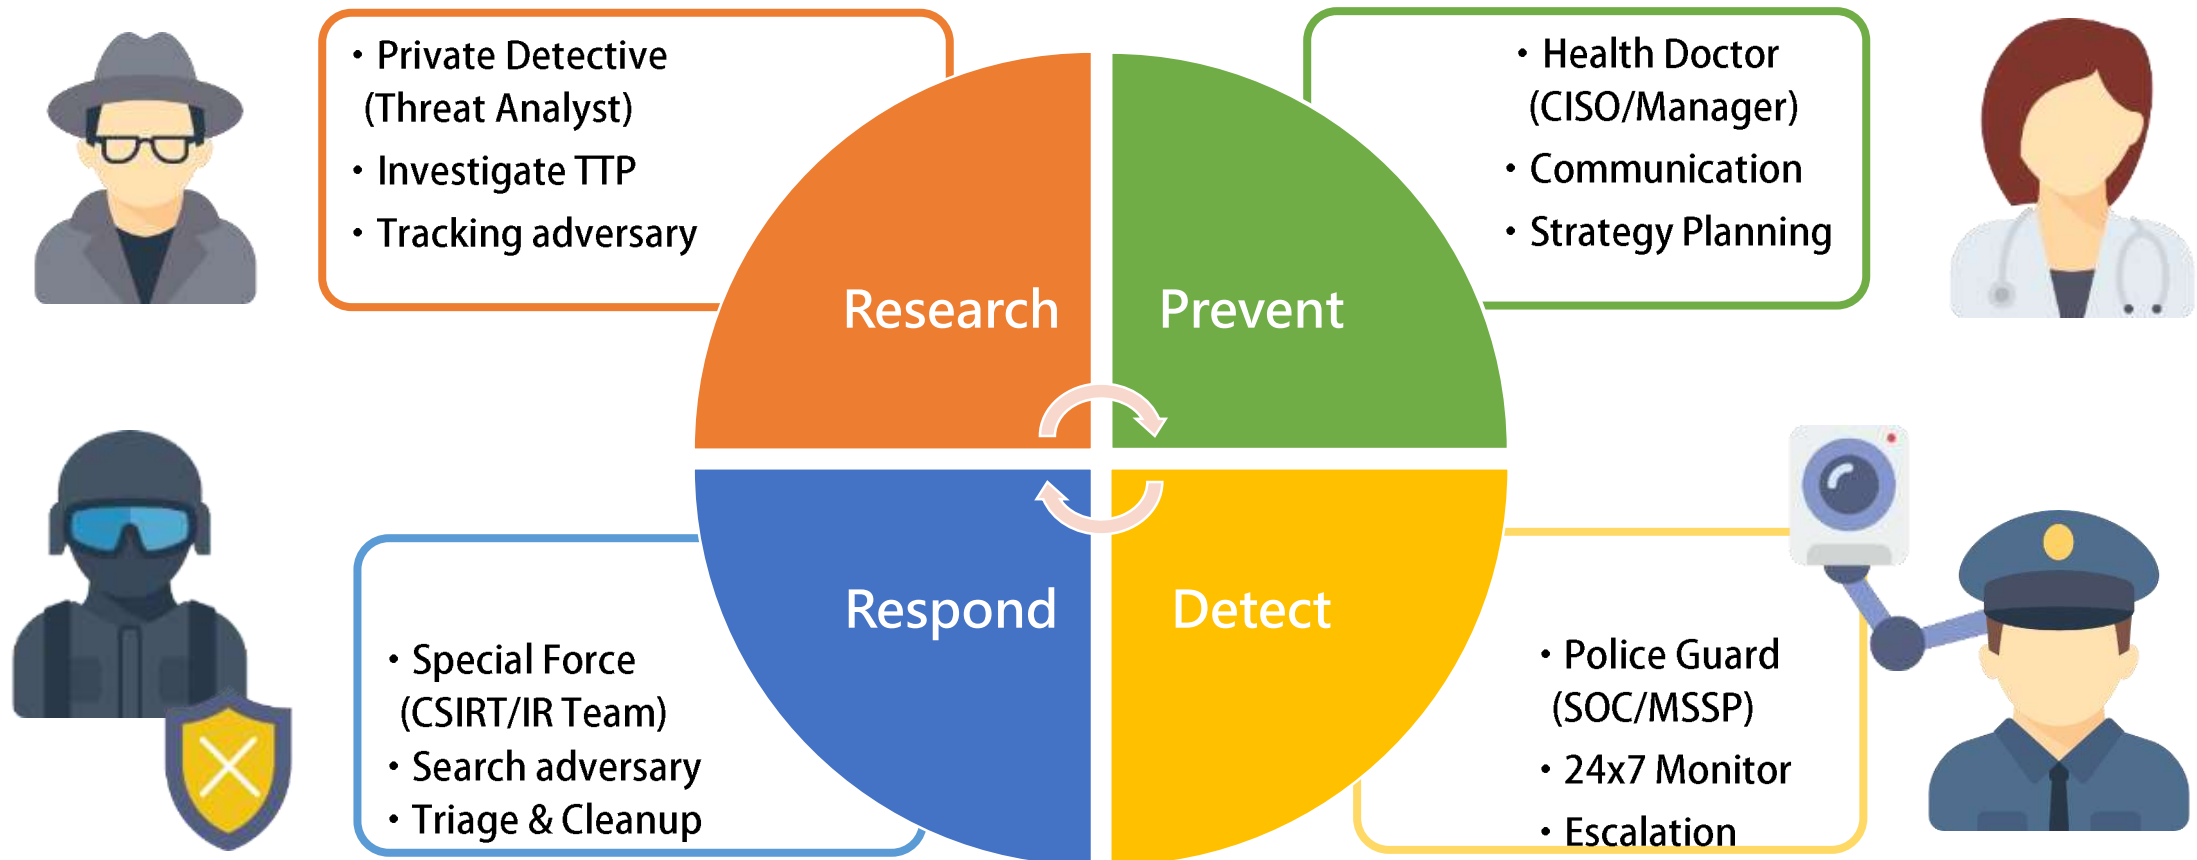 • Private Detective
(Threat Analyst)
• Investigate TTP
• Tracking adversary
• Health Doctor
(CISO/Manager)
• Communication
• Strategy Planning
Research
Prevent
Respond
Detect
• Special Force
(CSIRT/IR Team)
• Search adversary
• Triage & Cleanup
• Police Guard
(SOC/MSSP)
• 24x7 Monitor
• Escalation